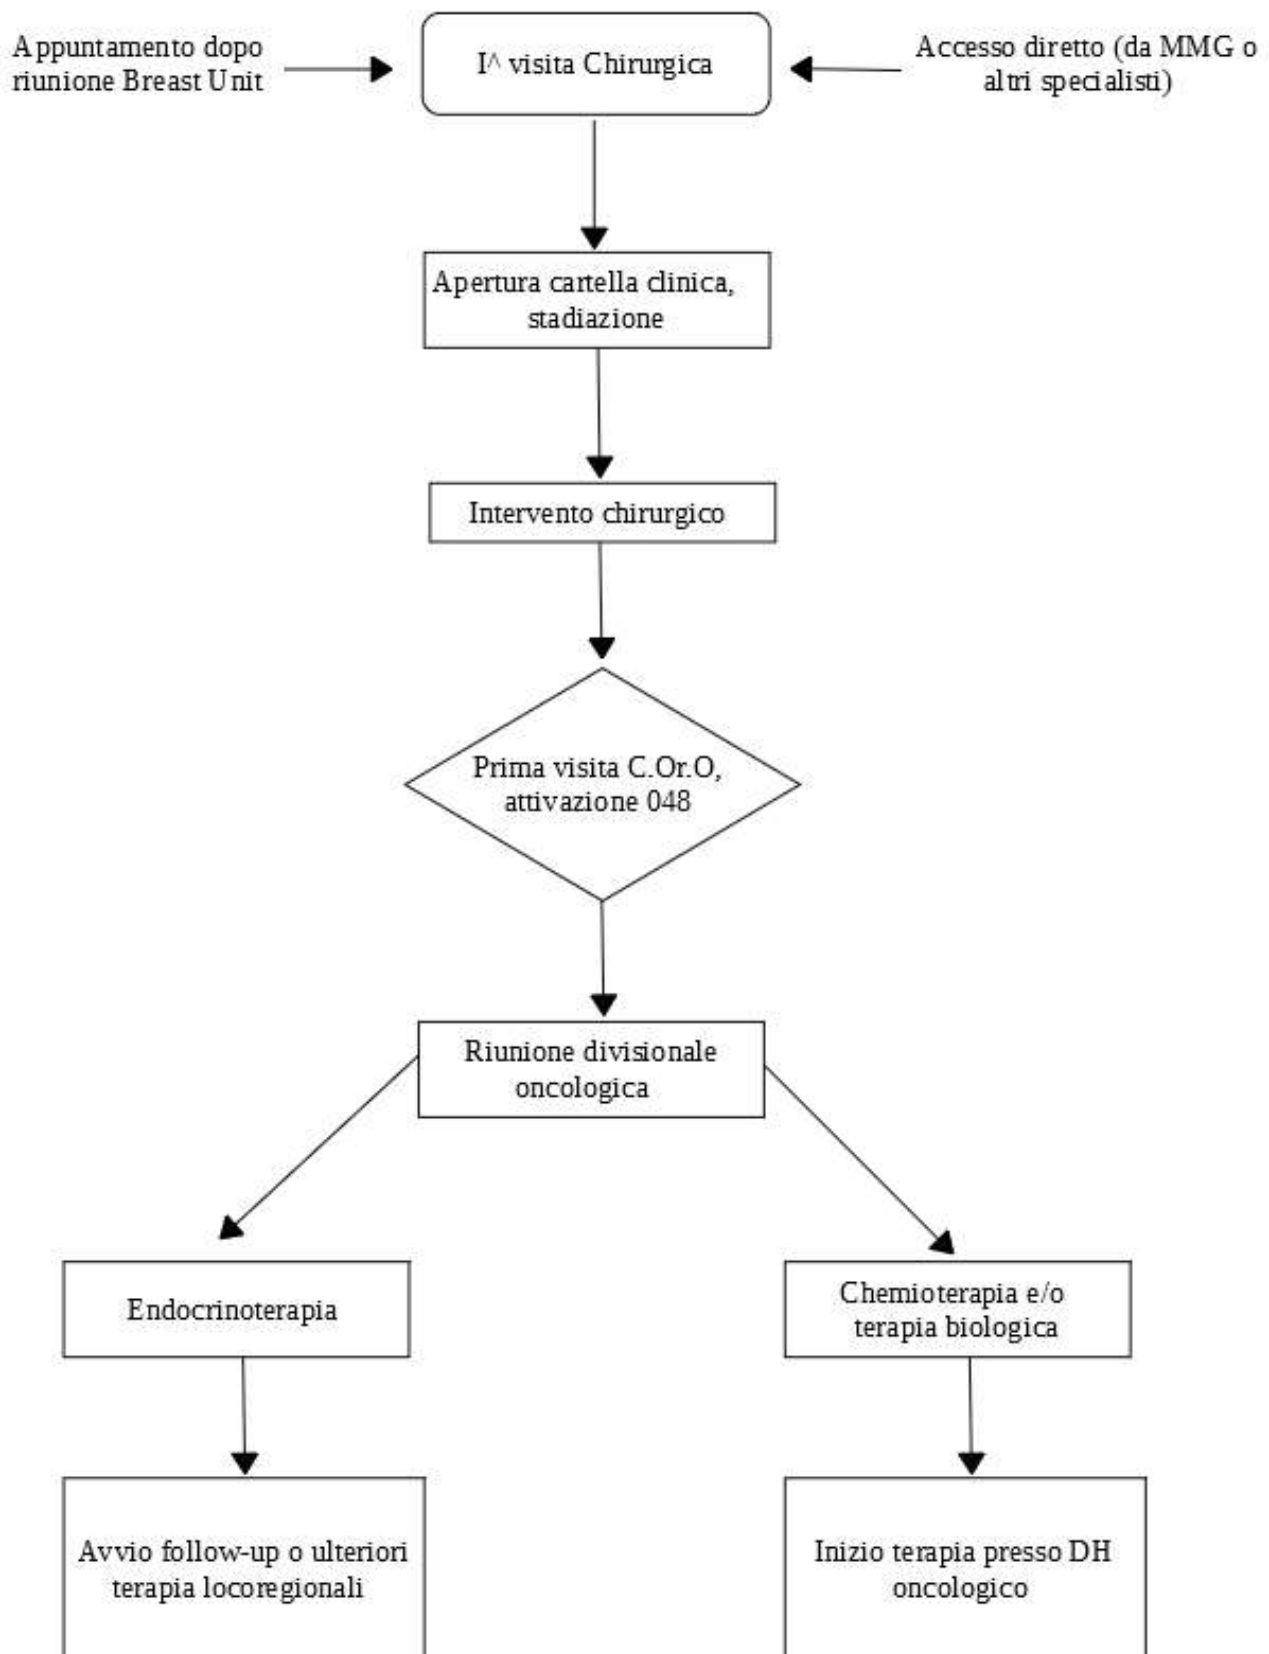 Appuntamento dopo
riunione Breast Unit
I^ visita Chirurgica
Accesso diretto (da MMG o
altri specialisti)
Apertura cartella clinica,
stadiazione
Intervento chirurgico
Prima visita C.Or.O,
attivazione 048
Riunione divisionale
oncologica
Endocrinoterapia
Chemioterapia e/o
terapia biologica
Avvio follow-up o ulteriori
terapia locoregionali
Inizio terapia presso DH
oncologico